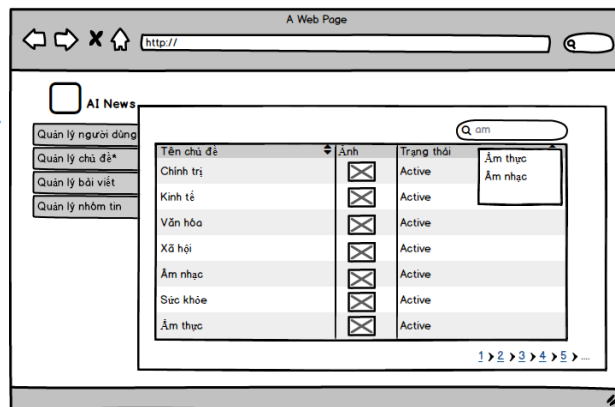 A Web Page
http://
AI News
Quản lý người dùng
Quản lý chủ đề*
Quản lý bài viết
Quản lý nhóm tin
am
Ẩm thực
Âm nhạc
Tên chủ đề Ảnh Trạng thái
Chính trị Active
Kinh tế Active
Văn hóa Active
Xã hội Active
Âm nhạc Active
Sức khỏe Active
Ẩm thực Active
1 2 3 4 5 ....